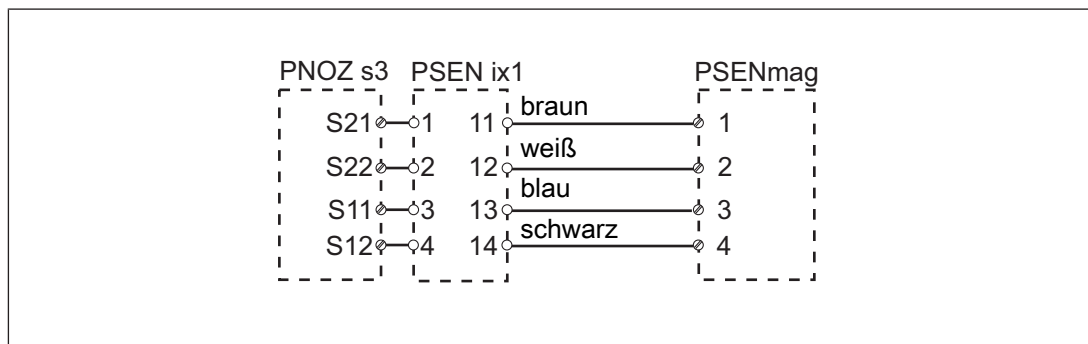 PNOZ s3 PSEN ix1 PSENmag
braun
S21 1 11 1
weiß
S22 2 12 2
blau
S11 3 13 3
schwarz
S12 4 14 4